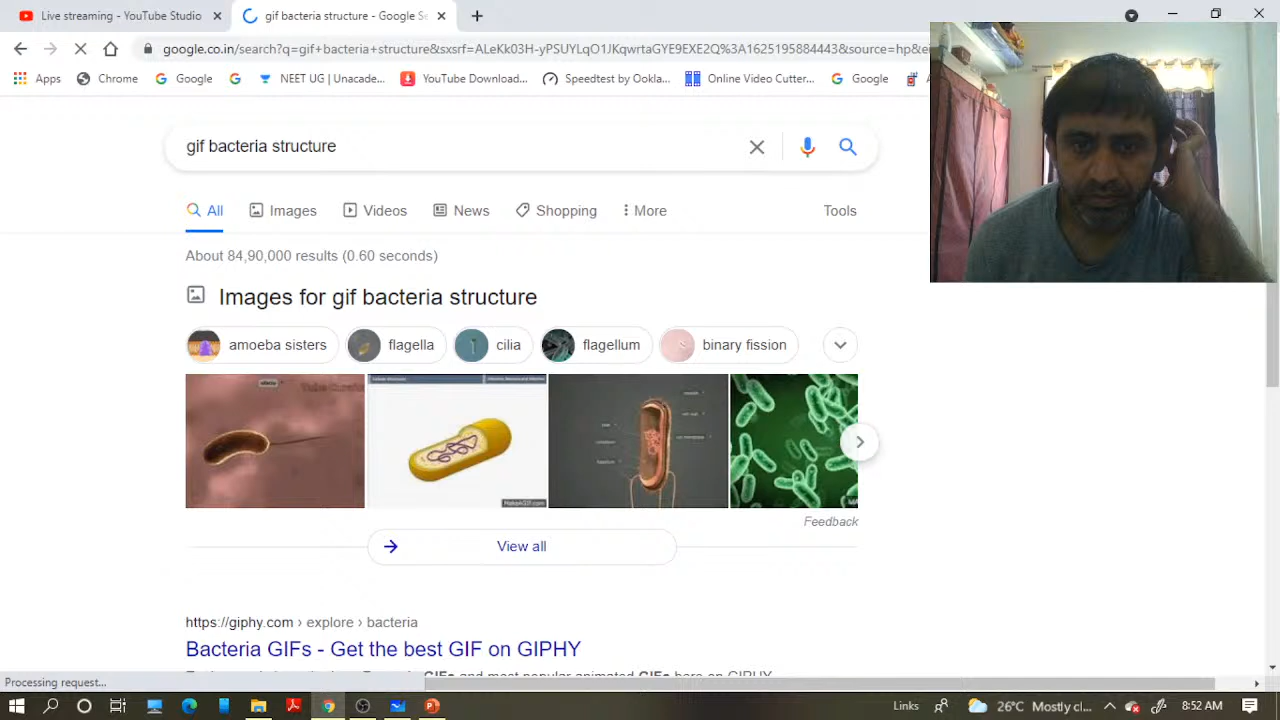 Live streaming - YouTube Studio
gif bacteria structure - Google Se
google.co.in/search?q=gif+bacteria+structure&sxsrf=ALeKk03H-yPSUYLqO1JKqwrtaGYE9EXE2Q%3A1625195884443&source=hp&e
Apps Chrome Google NEET UG | Unacade... YouTube Download... Speedtest by Ookla... Online Video Cutter... Google
gif bacteria structure
All Images Videos News Shopping More Tools
About 84,90,000 results (0.60 seconds)
Images for gif bacteria structure
amoeba sisters flagella cilia flagellum binary fission
Feedback
View all
https://giphy.com › explore › bacteria
Bacteria GIFs - Get the best GIF on GIPHY
Processing request...
Links 26°C Mostly cl... 8:52 AM